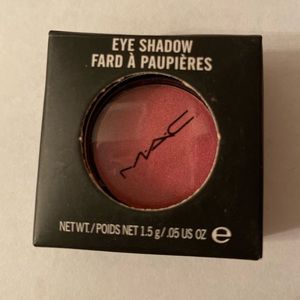 EYE SHADOW
FARD À PAUPIÈRES
MAC
NET WT./POIDS NET 1.5 g/.05 US OZ e